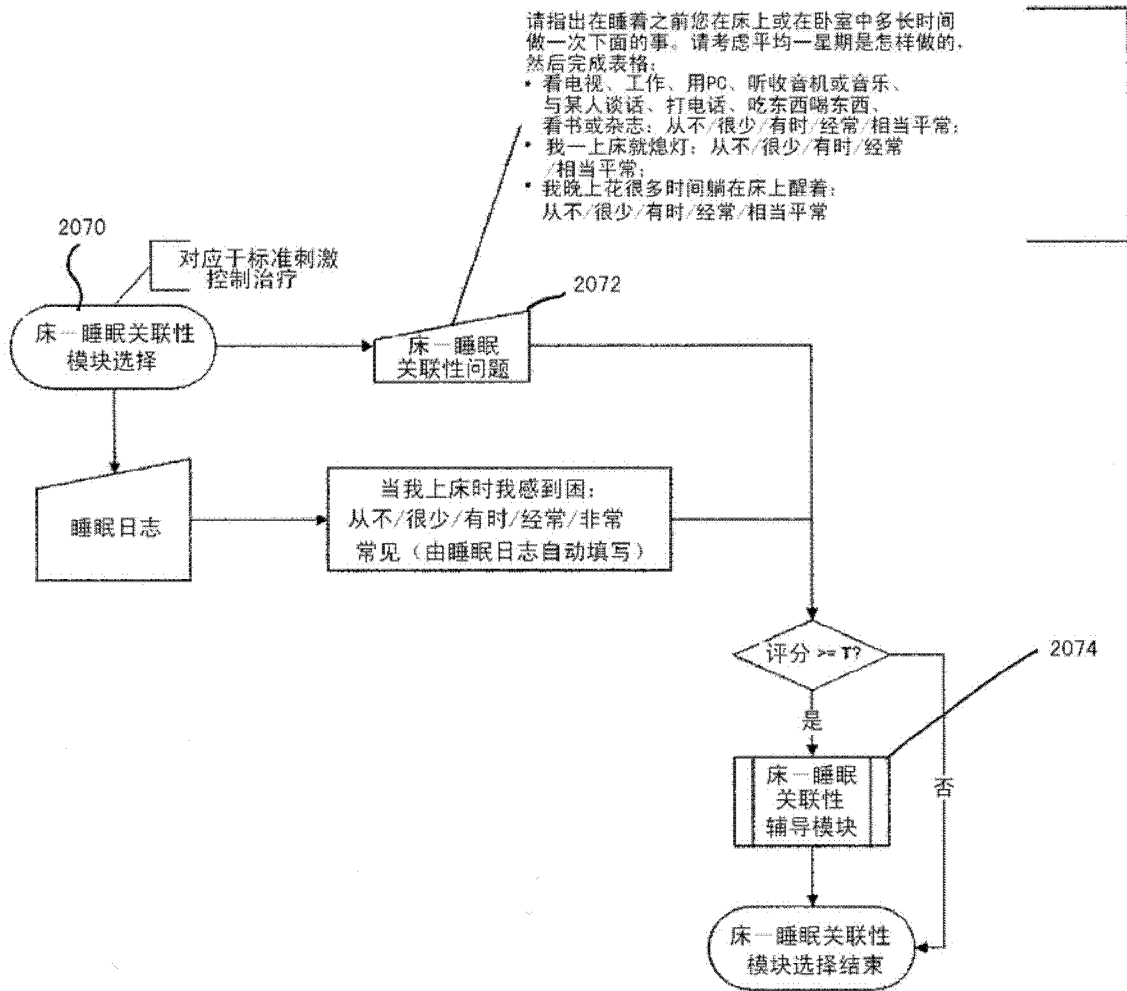 请指出在睡着之前您在床上或在卧室中多长时间
做一次下面的事。请考虑平均一星期是怎样做的,
然后完成表格:
• 看电视、工作、用PC、听收音机或音乐、
与某人谈话、打电话、吃东西喝东西、
看书或杂志: 从不/很少/有时/经常/相当平常;
• 我一上床就熄灯: 从不/很少/有时/经常
/相当平常;
• 我晚上花很多时间躺在床上醒着:
从不/很少/有时/经常/相当平常
2070
对应于标准刺激
控制治疗
2072
床一睡眠关联性
模块选择
床一睡眠
关联性问题
睡眠日志
当我上床时我感到困:
从不/很少/有时/经常/非常
常见（由睡眠日志自动填写）
评分 >= T?
2074
是
否
床一睡眠
关联性
辅导模块
床一睡眠关联性
模块选择结束